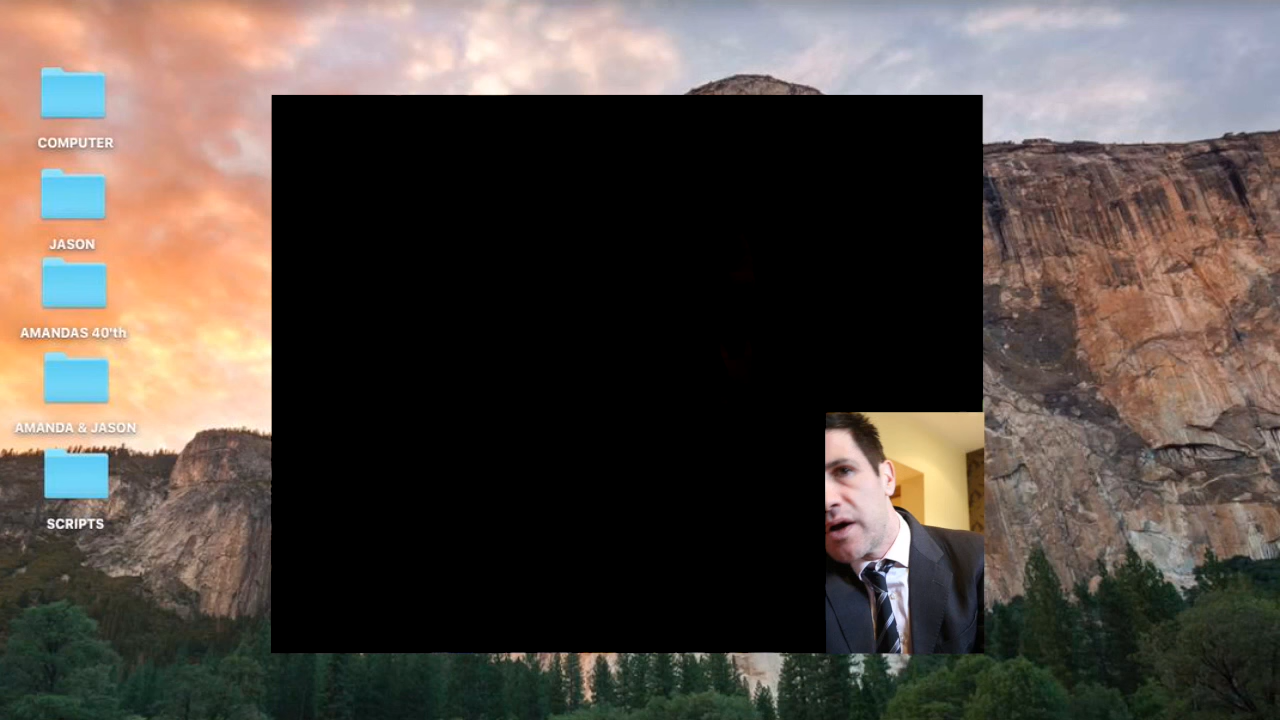 COMPUTER
JASON
AMANDAS 40'th
AMANDA & JASON
SCRIPTS